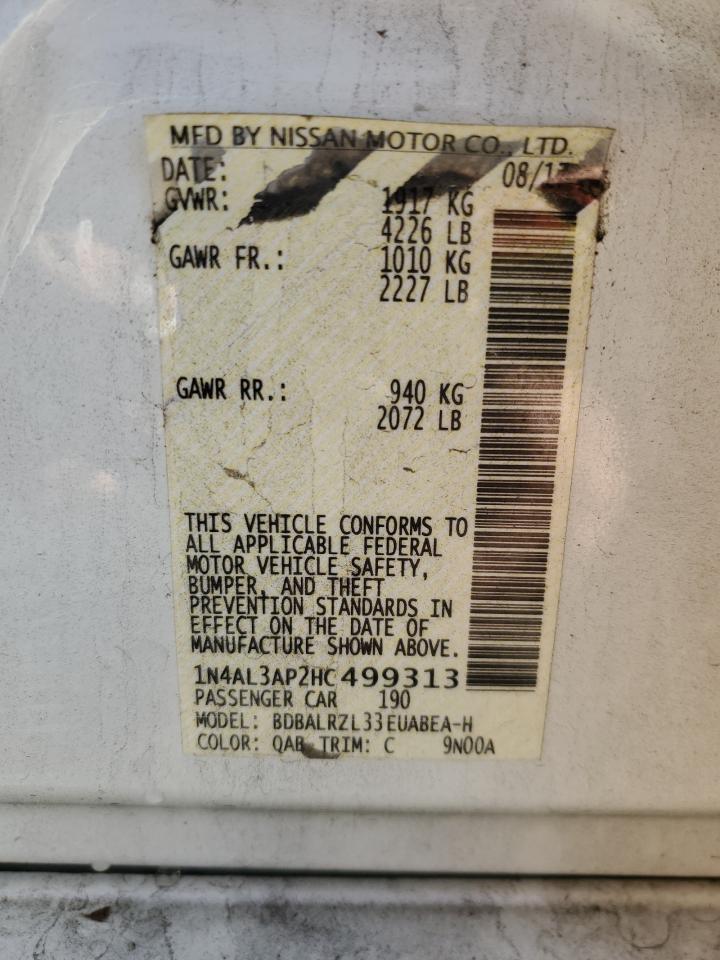 MFD BY NISSAN MOTOR CO., LTD.
DATE: 08/17
GVWR: 1917 KG
4226 LB
GAWR FR.: 1010 KG
2227 LB
GAWR RR.: 940 KG
2072 LB
THIS VEHICLE CONFORMS TO
ALL APPLICABLE FEDERAL
MOTOR VEHICLE SAFETY,
BUMPER, AND THEFT
PREVENTION STANDARDS IN
EFFECT ON THE DATE OF
MANUFACTURE SHOWN ABOVE.
1N4AL3AP2HC499313
PASSENGER CAR 190
MODEL: BDBALRZL33EUABEA-H
COLOR: QAB TRIM: C 9N00A